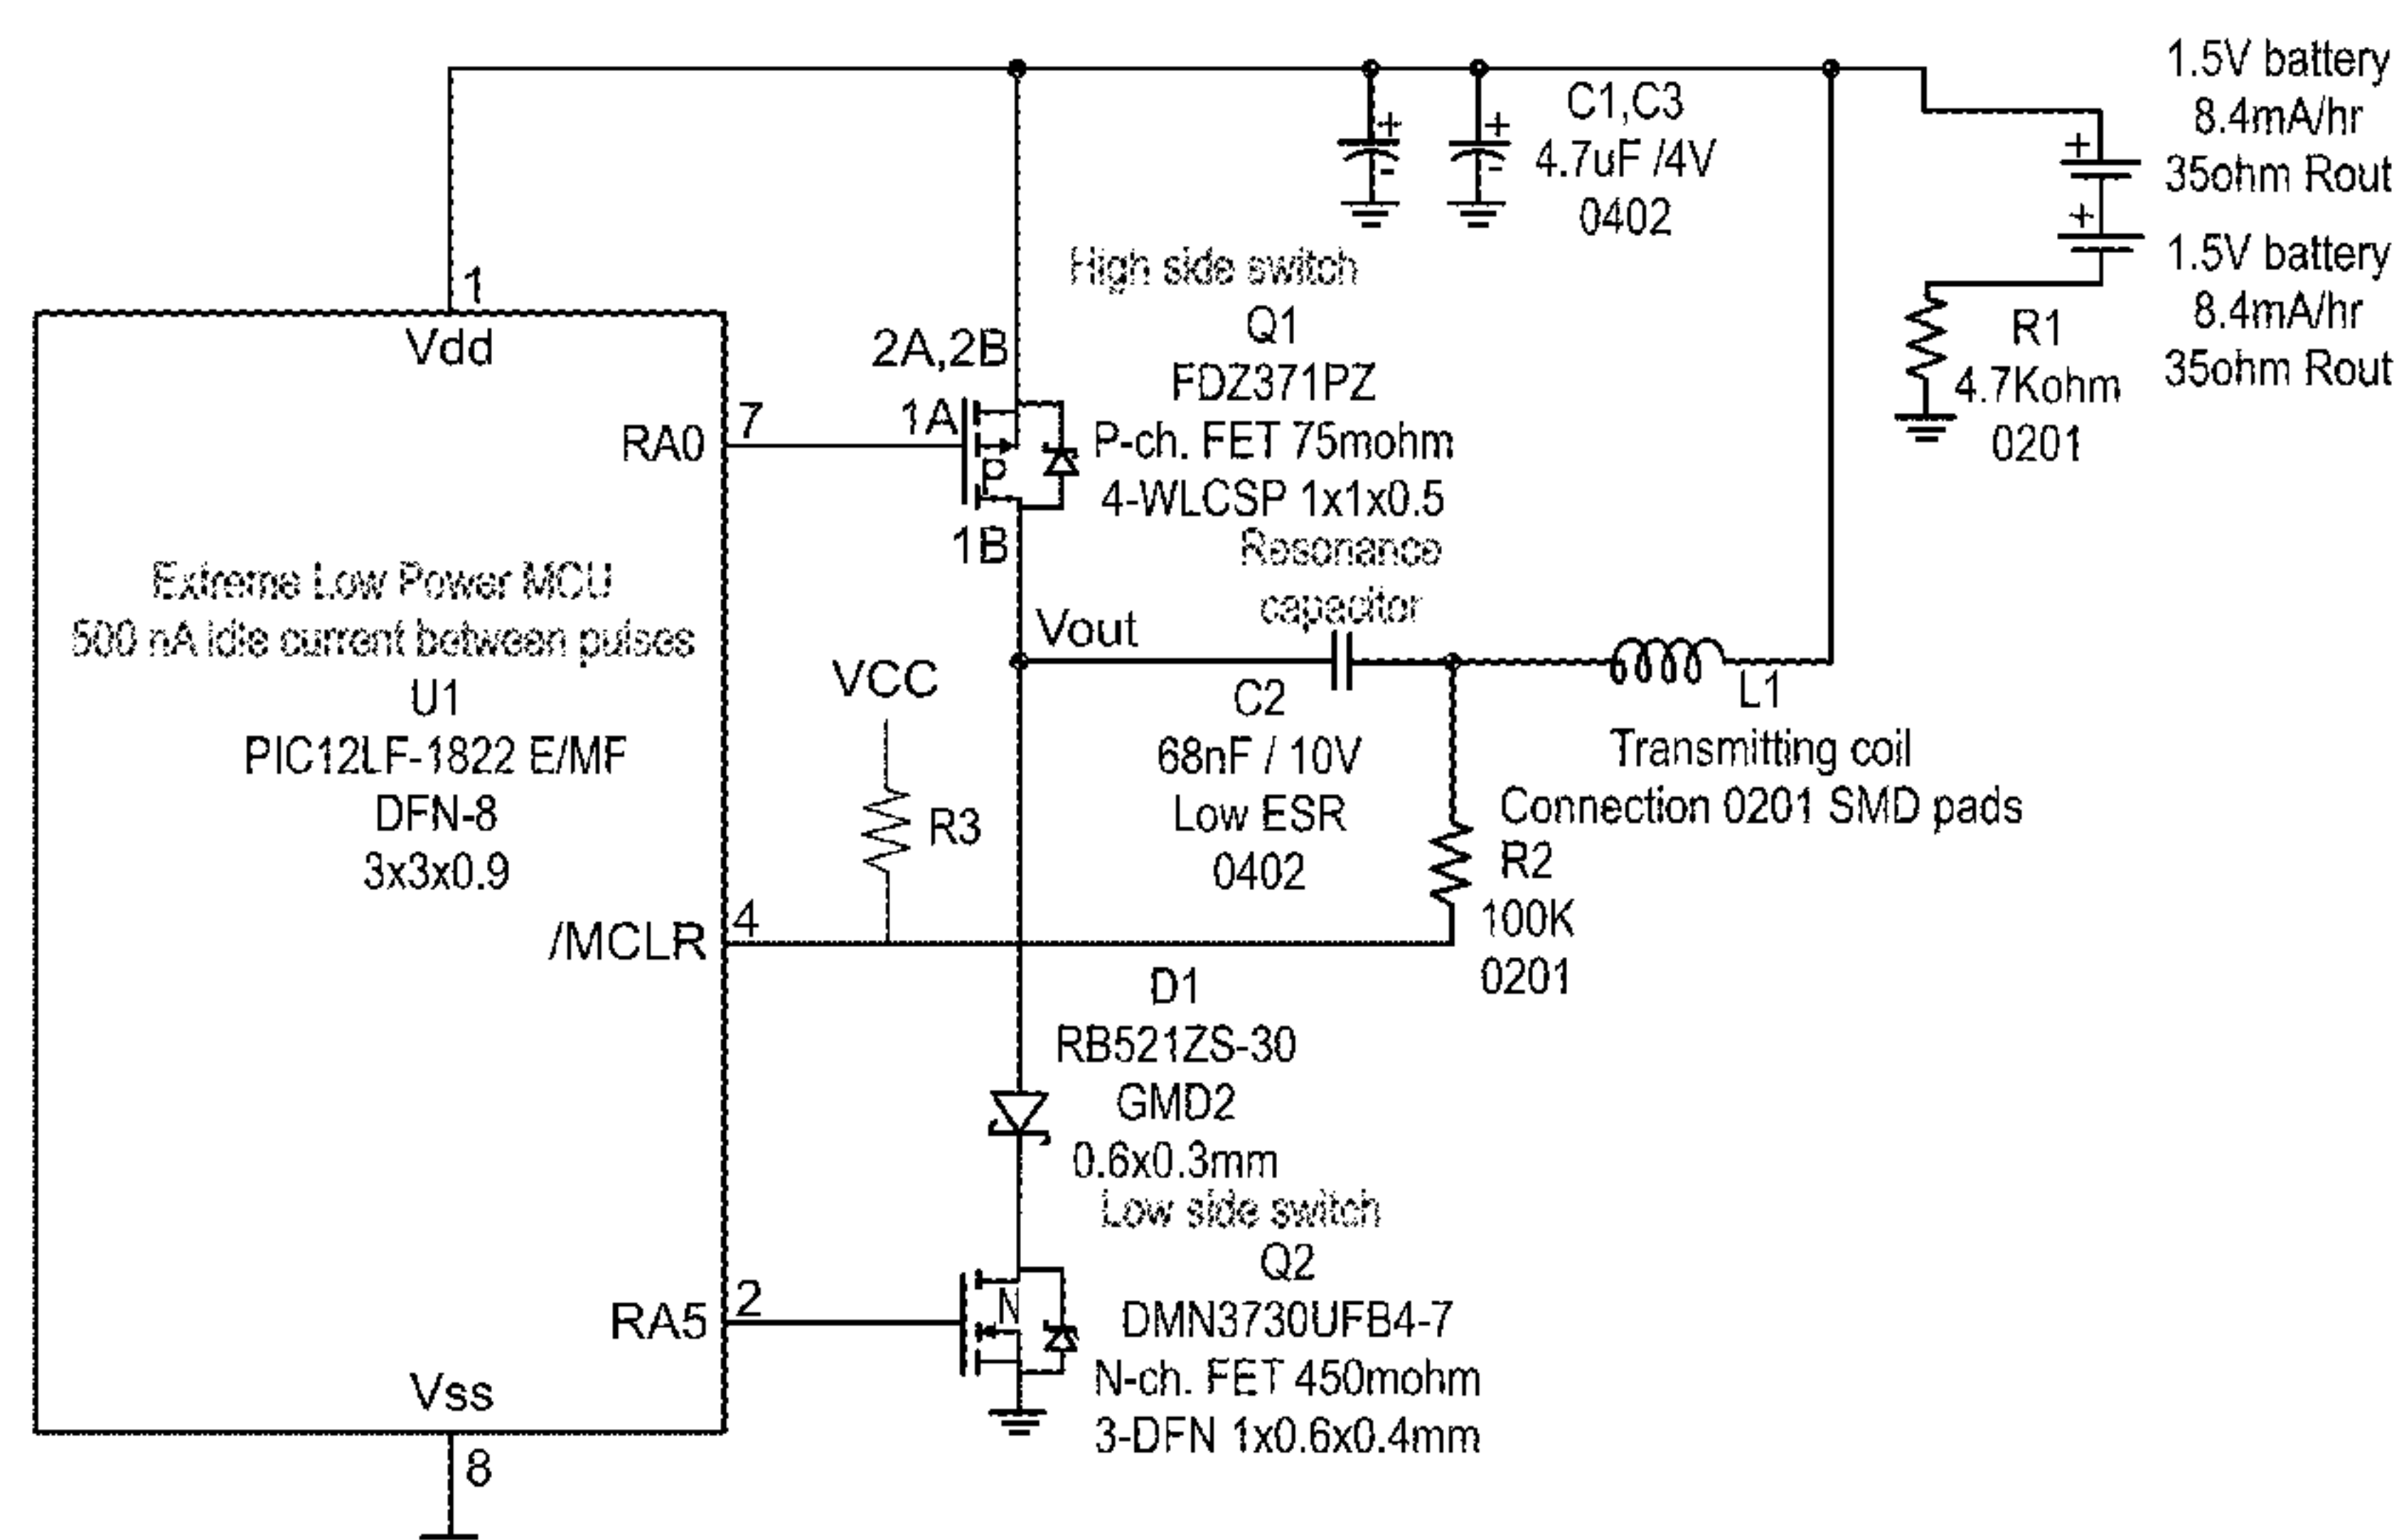 1.5V battery
8.4mA/hr
35ohm Rout
C1,C3
4.7uF /4V
0402
+
-
+
-
+
+
1.5V battery
8.4mA/hr
35ohm Rout
R1
4.7Kohm
0201
High side switch
Q1
FDZ371PZ
P-ch. FET 75mohm
4-WLCSP 1x1x0.5
1
Vdd
2A,2B
1A
P
1B
RA0
7
Resonance
capacitor
Vout
Extreme Low Power MCU
500 nA Idle current between pulses
U1
PIC12LF-1822 E/MF
DFN-8
3x3x0.9
VCC
R3
C2
68nF / 10V
Low ESR
0402
L1
Transmitting coil
Connection 0201 SMD pads
R2
100K
0201
/MCLR
4
D1
RB521ZS-30
GMD2
0.6x0.3mm
Low side switch
Q2
DMN3730UFB4-7
N-ch. FET 450mohm
3-DFN 1x0.6x0.4mm
N
RA5
2
Vss
8